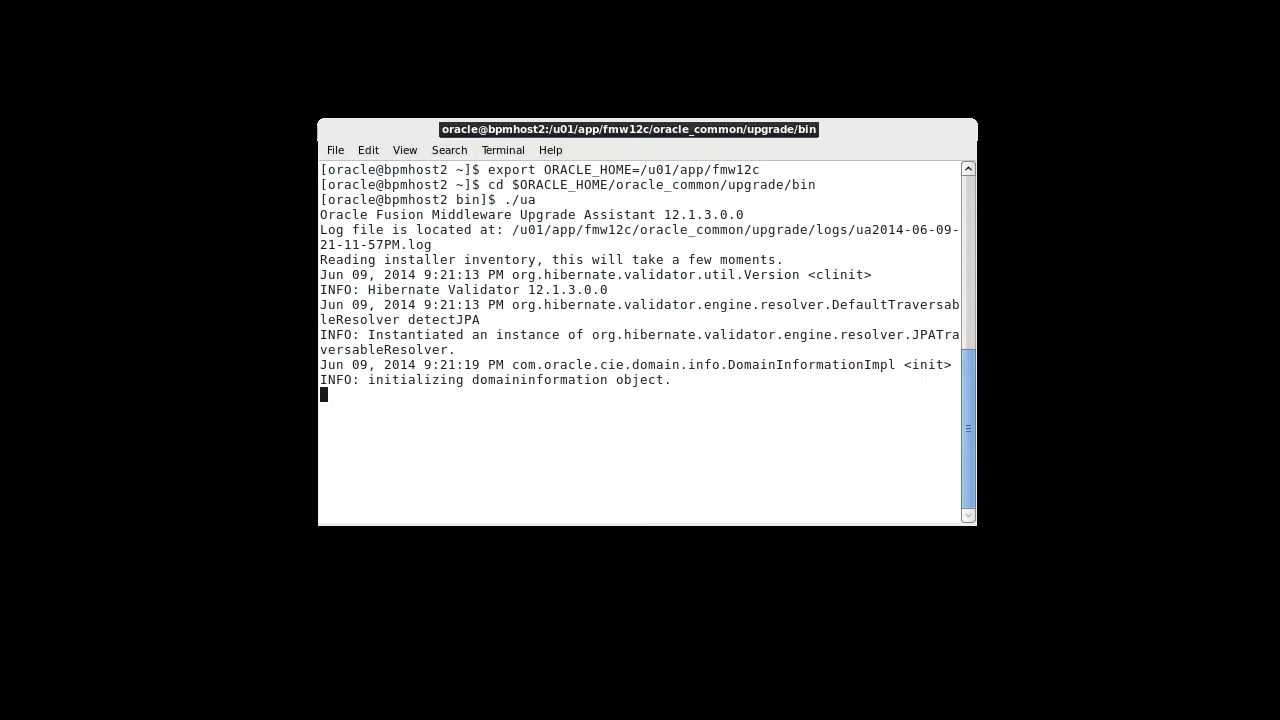 oracle@bpmhost2:/u01/app/fmw12c/oracle_common/upgrade/bin
File Edit View Search Terminal Help
[oracle@bpmhost2 ~]$ export ORACLE_HOME=/u01/app/fmw12c
[oracle@bpmhost2 ~]$ cd $ORACLE_HOME/oracle_common/upgrade/bin
[oracle@bpmhost2 bin]$ ./ua
Oracle Fusion Middleware Upgrade Assistant 12.1.3.0.0
Log file is located at: /u01/app/fmw12c/oracle_common/upgrade/logs/ua2014-06-09-
21-11-57PM.log
Reading installer inventory, this will take a few moments.
Jun 09, 2014 9:21:13 PM org.hibernate.validator.util.Version <clinit>
INFO: Hibernate Validator 12.1.3.0.0
Jun 09, 2014 9:21:13 PM org.hibernate.validator.engine.resolver.DefaultTraversab
leResolver detectJPA
INFO: Instantiated an instance of org.hibernate.validator.engine.resolver.JPATra
versableResolver.
Jun 09, 2014 9:21:19 PM com.oracle.cie.domain.info.DomainInformationImpl <init>
INFO: initializing domaininformation object.